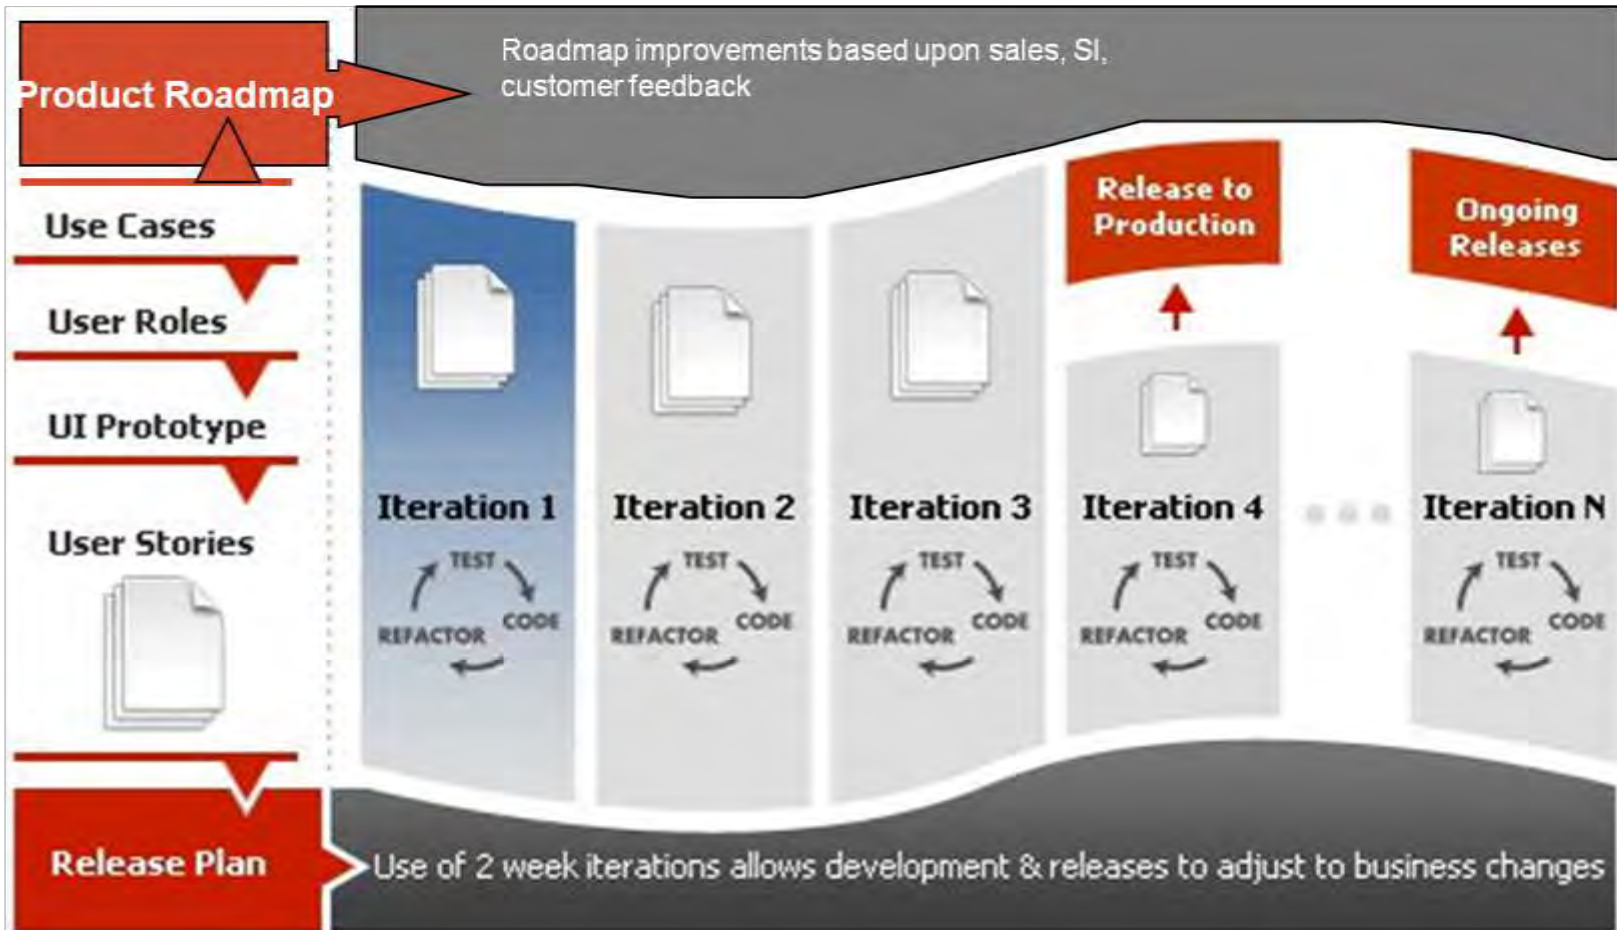 Product Roadmap
Roadmap improvements based upon sales, SI,
customer feedback
Use Cases
User Roles
UI Prototype
User Stories
Release Plan
Iteration 1
TEST
CODE
REFACTOR
Iteration 2
TEST
CODE
REFACTOR
Iteration 3
TEST
CODE
REFACTOR
Release to
Production
Iteration 4
TEST
CODE
REFACTOR
Ongoing
Releases
Iteration N
TEST
CODE
REFACTOR
Use of 2 week iterations allows development & releases to adjust to business changes